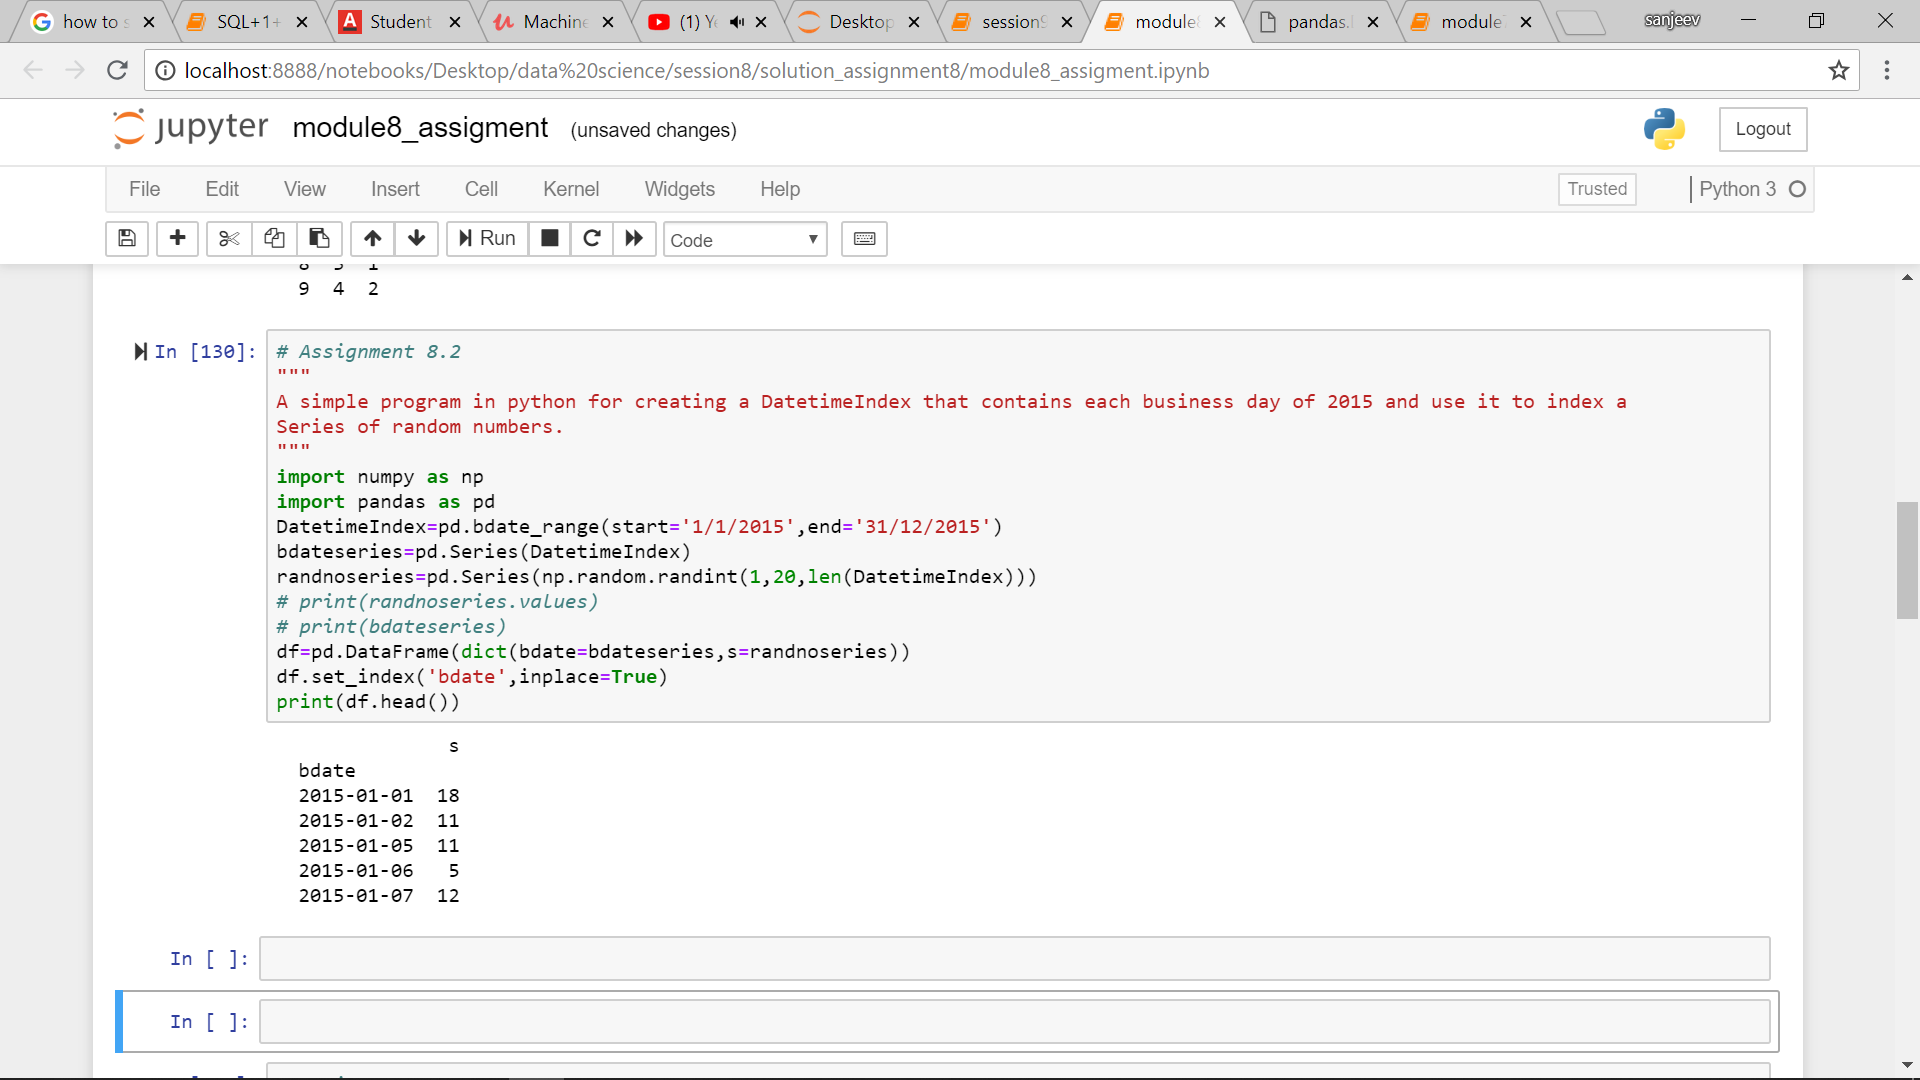 how to s
SQL+1+
Student
Machine
(1) Ye
Desktop
session9
module8
pandas.
module7
sanjeev
localhost:8888/notebooks/Desktop/data%20science/session8/solution_assignment8/module8_assigment.ipynb
jupyter module8_assigment (unsaved changes)
Logout
File Edit View Insert Cell Kernel Widgets Help
Trusted
Python 3
Run
Code
9 4 2
In [130]:
# Assignment 8.2
"""
A simple program in python for creating a DatetimeIndex that contains each business day of 2015 and use it to index a
Series of random numbers.
"""
import numpy as np
import pandas as pd
DatetimeIndex=pd.bdate_range(start='1/1/2015',end='31/12/2015')
bdateseries=pd.Series(DatetimeIndex)
randnoseries=pd.Series(np.random.randint(1,20,len(DatetimeIndex)))
# print(randnoseries.values)
# print(bdateseries)
df=pd.DataFrame(dict(bdate=bdateseries,s=randnoseries))
df.set_index('bdate',inplace=True)
print(df.head())
s
bdate
2015-01-01 18
2015-01-02 11
2015-01-05 11
2015-01-06 5
2015-01-07 12
In [ ]:
In [ ]: